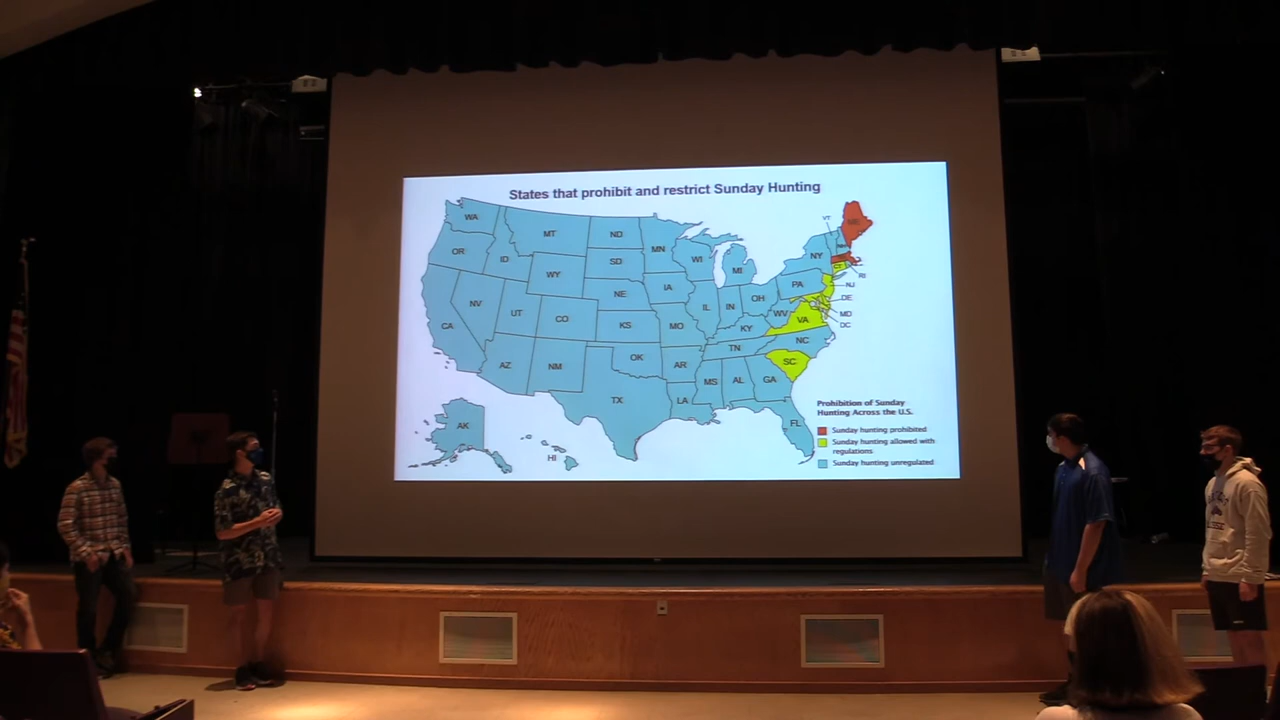 States that prohibit and restrict Sunday Hunting
WA
MT
ND
MN
VT
ME
OR
ID
WY
SD
WI
MI
NY
NV
UT
CO
NE
IA
IL
IN
OH
PA
CT
RI
NJ
DE
MD
DC
CA
AZ
NM
KS
MO
KY
WV
VA
OK
AR
TN
NC
SC
TX
LA
MS
AL
GA
FL
AK
HI
Prohibition of Sunday
Hunting Across the U.S.
Sunday hunting prohibited
Sunday hunting allowed with
regulations
Sunday hunting unregulated